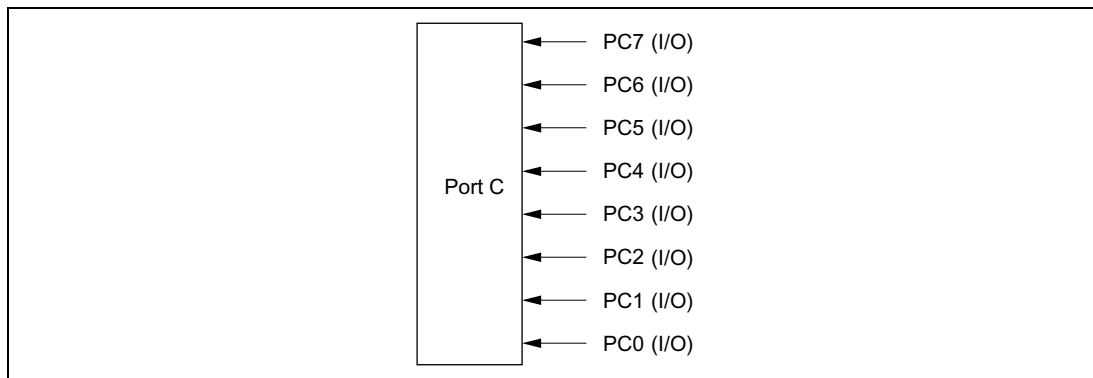 PC7 (I/O)
PC6 (I/O)
PC5 (I/O)
PC4 (I/O)
Port C
PC3 (I/O)
PC2 (I/O)
PC1 (I/O)
PC0 (I/O)